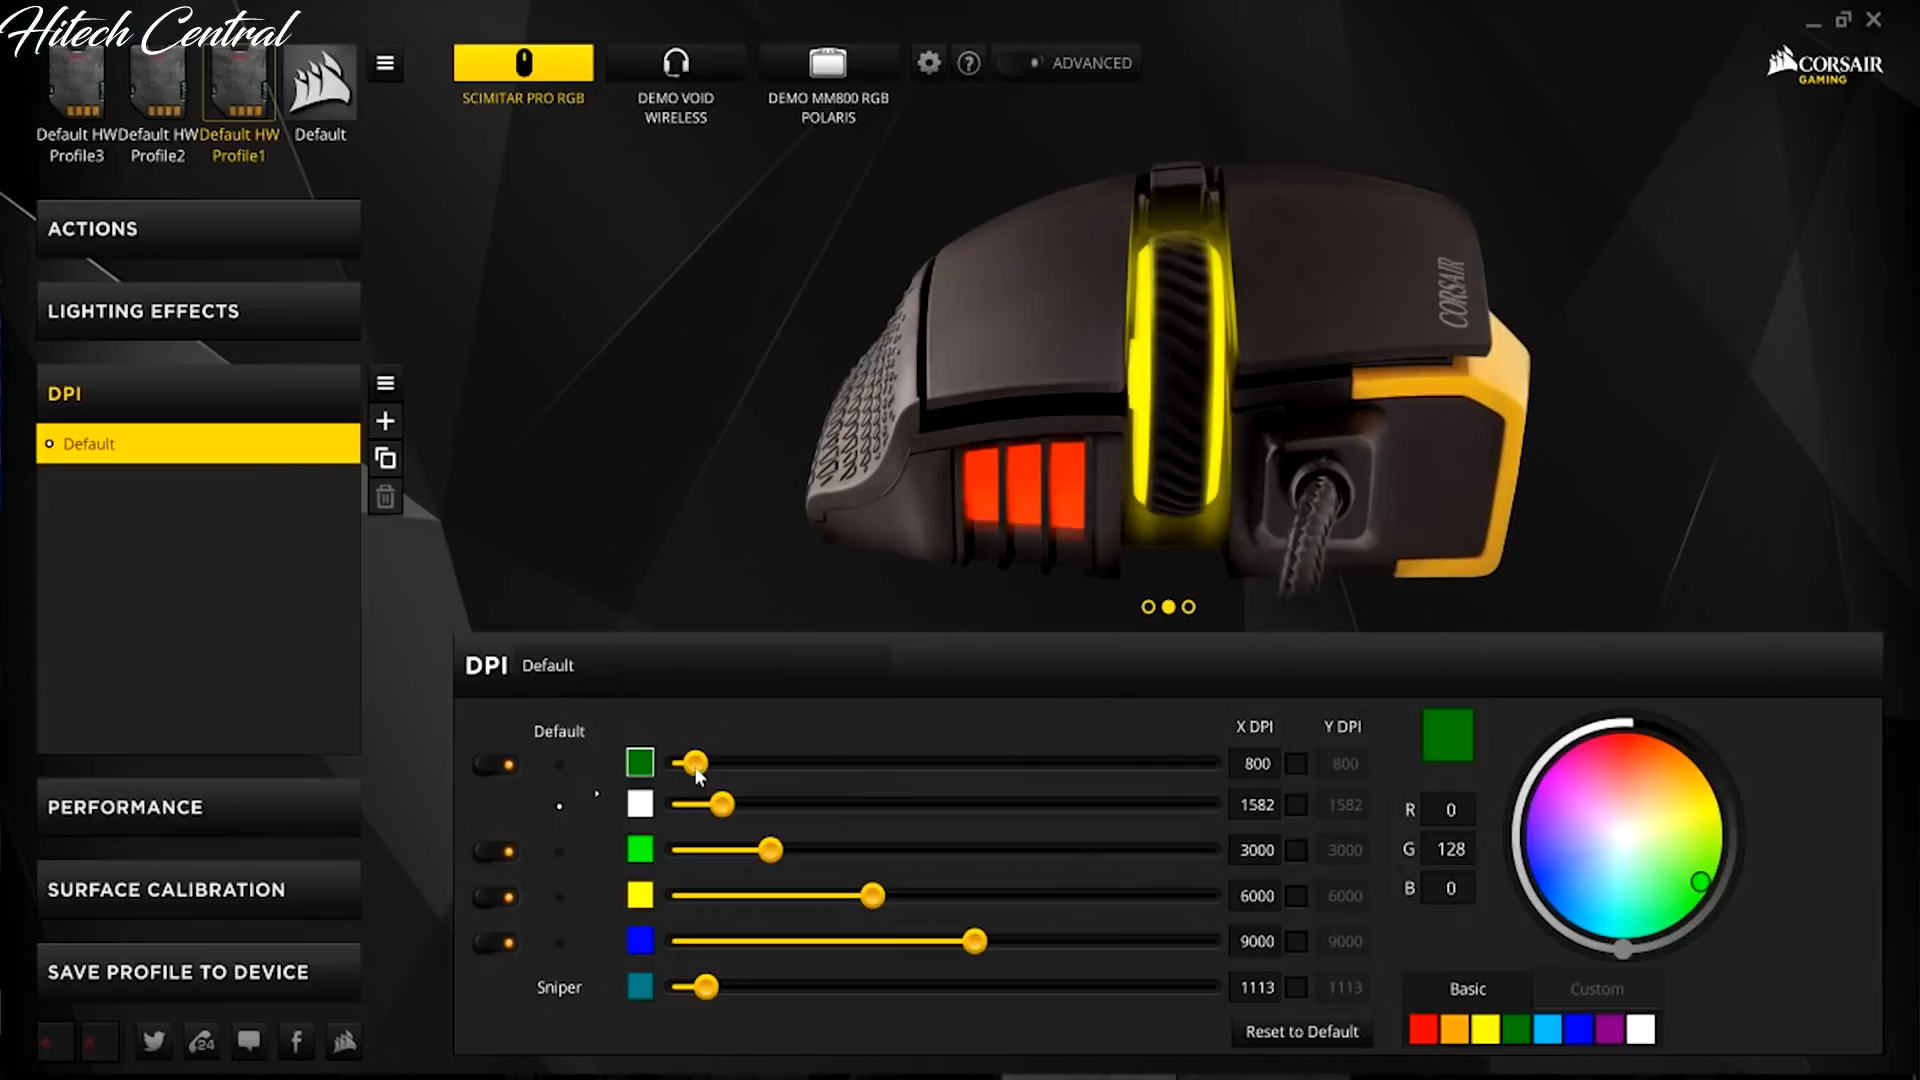 Hitech Central
Default HW Profile3
Default HW Profile2
Default HW Profile1
Default
SCIMITAR PRO RGB
DEMO VOID WIRELESS
DEMO MM800 RGB POLARIS
ADVANCED
CORSAIR
GAMING
ACTIONS
LIGHTING EFFECTS
DPI
Default
CORSAIR
PERFORMANCE
SURFACE CALIBRATION
SAVE PROFILE TO DEVICE
24
DPI Default
Default X DPI Y DPI
800 800
1582 1582
3000 3000
6000 6000
9000 9000
Sniper 1113 1113
Reset to Default
R 0
G 128
B 0
Basic Custom